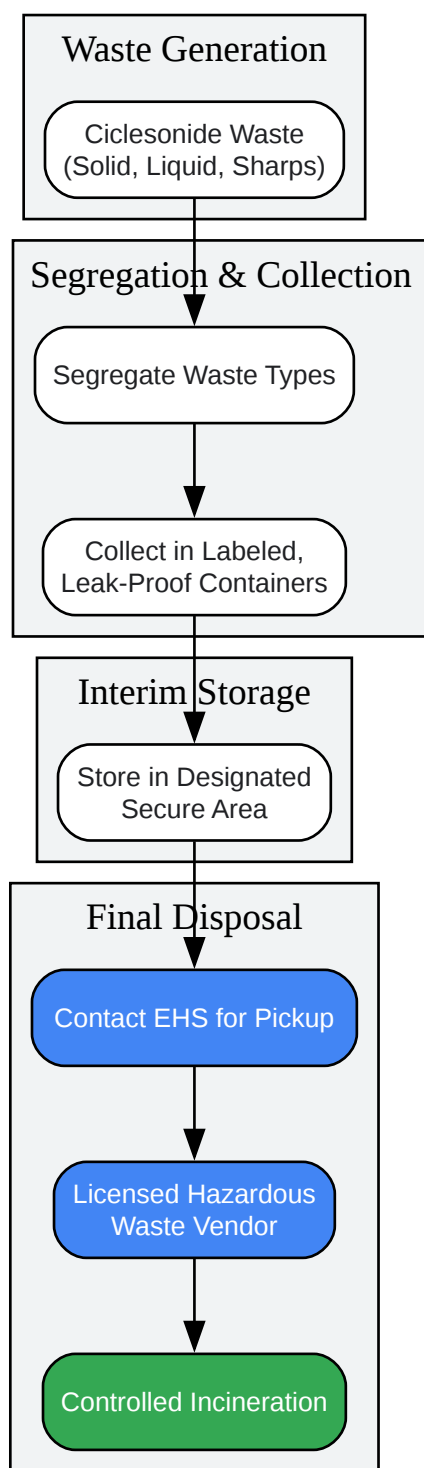 Waste Generation
Ciclesonide Waste
(Solid, Liquid, Sharps)
Segregation & Collection
Segregate Waste Types
Collect in Labeled,
Leak-Proof Containers
Interim Storage
Store in Designated
Secure Area
Final Disposal
Contact EHS for Pickup
Licensed Hazardous
Waste Vendor
Controlled Incineration